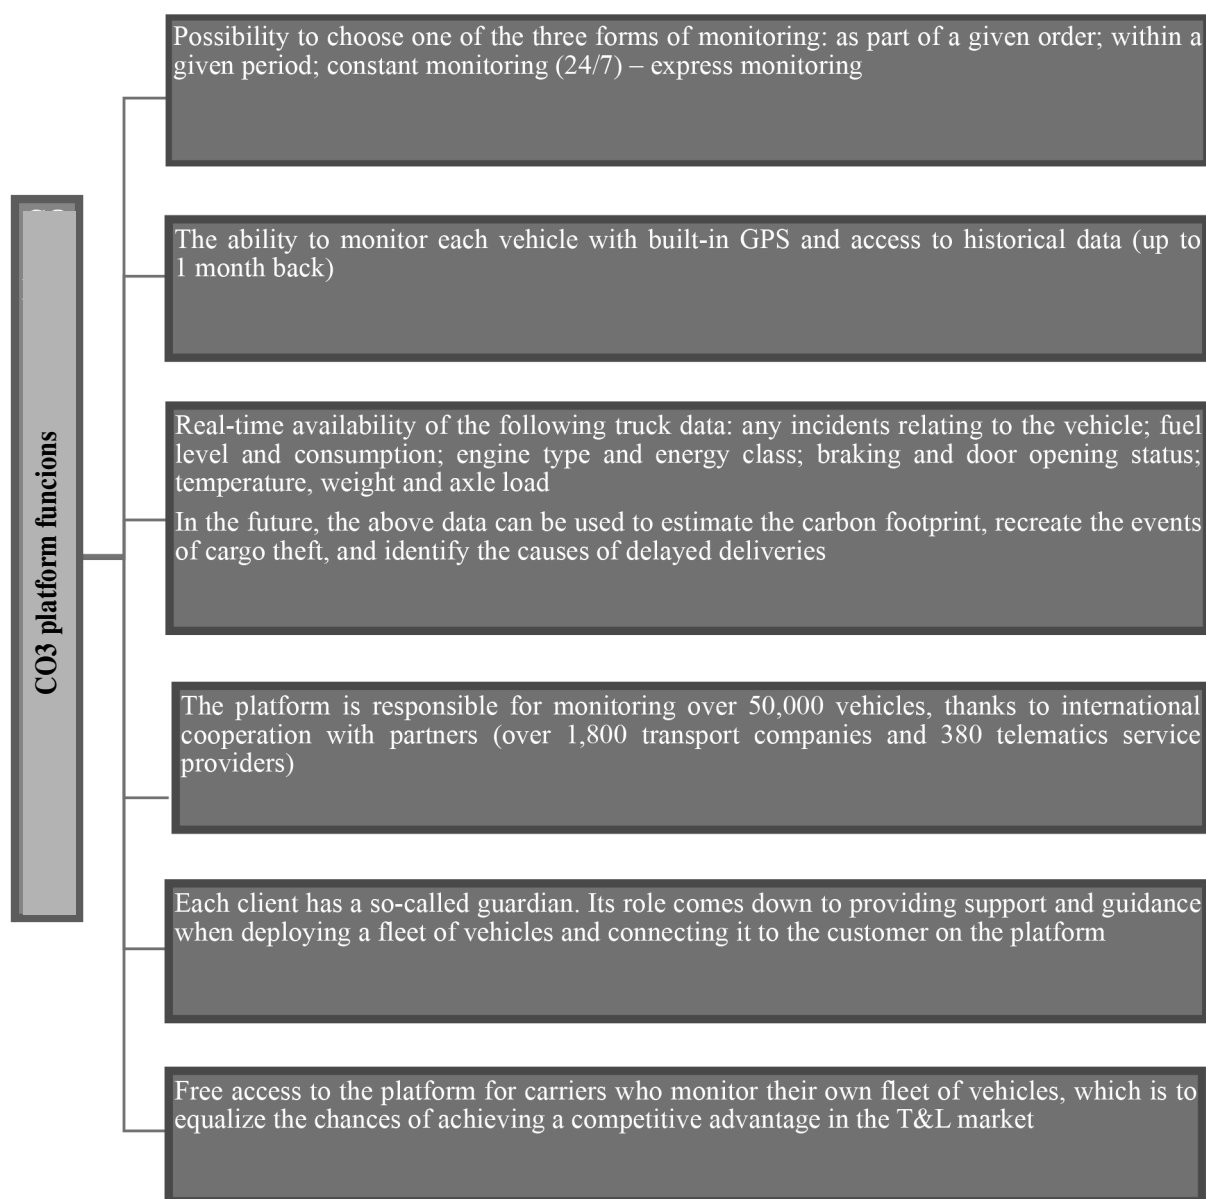 Possibility to choose one of the three forms of monitoring: as part of a given order; within a
given period; constant monitoring (24/7) – express monitoring
The ability to monitor each vehicle with built-in GPS and access to historical data (up to
1 month back)
Real-time availability of the following truck data: any incidents relating to the vehicle; fuel
level and consumption; engine type and energy class; braking and door opening status;
temperature, weight and axle load
In the future, the above data can be used to estimate the carbon footprint, recreate the events
of cargo theft, and identify the causes of delayed deliveries
CO3 platform funcions
The platform is responsible for monitoring over 50,000 vehicles, thanks to international
cooperation with partners (over 1,800 transport companies and 380 telematics service
providers)
Each client has a so-called guardian. Its role comes down to providing support and guidance
when deploying a fleet of vehicles and connecting it to the customer on the platform
Free access to the platform for carriers who monitor their own fleet of vehicles, which is to
equalize the chances of achieving a competitive advantage in the T&L market